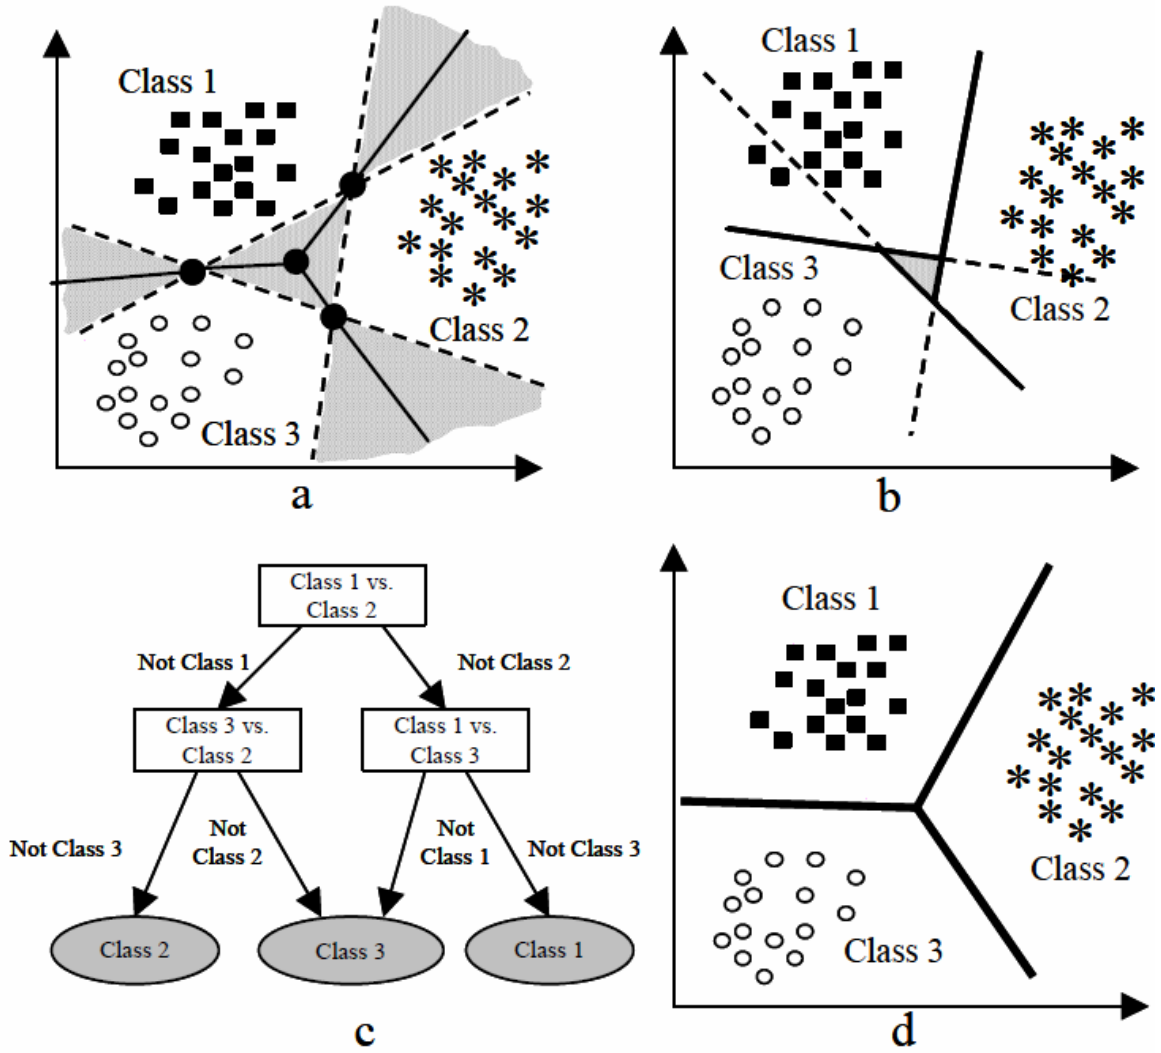 Class 1
Class 2
Class 3
a
Class 1
Class 3
Class 2
b
Class 1 vs.
Class 2
Not Class 1
Not Class 2
Class 3 vs.
Class 2
Class 1 vs.
Class 3
Not Class 3
Not
Class 2
Not
Class 1
Not Class 3
Class 2
Class 3
Class 1
c
Class 1
Class 2
Class 3
d